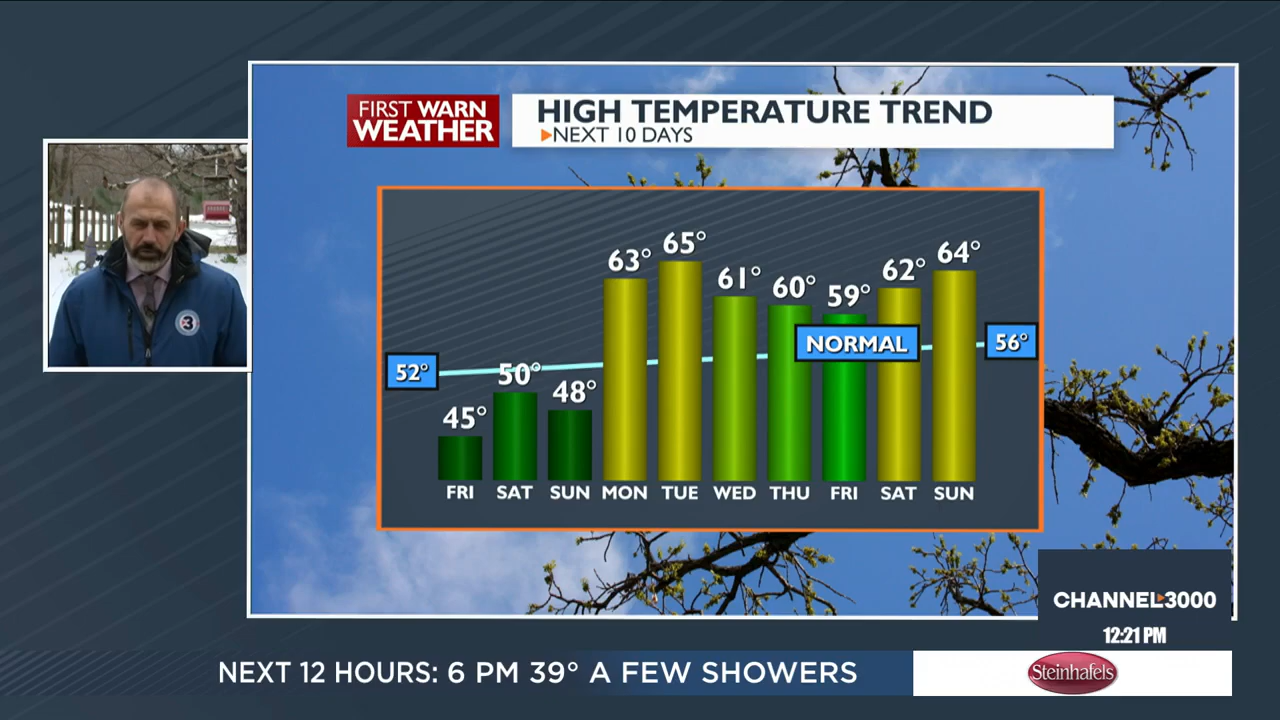 FIRST WARN
WEATHER
HIGH TEMPERATURE TREND
NEXT 10 DAYS
63° 65° 61° 60° 59° 62° 64°
52° 45° 50° 48° NORMAL 56°
FRI SAT SUN MON TUE WED THU FRI SAT SUN
3
CHANNEL3000
12:21 PM
NEXT 12 HOURS: 6 PM 39° A FEW SHOWERS
Steinhafels